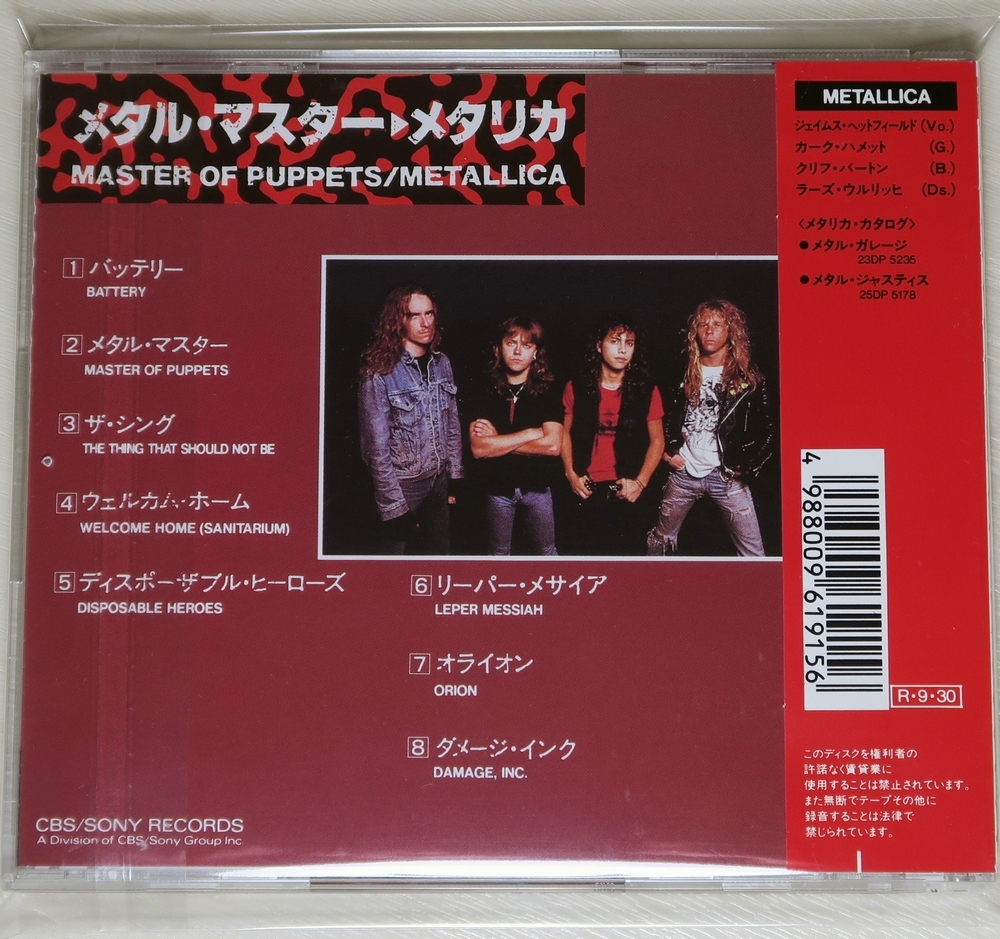 メタル・マスター▶メタリカ
MASTER OF PUPPETS/METALLICA
1 バッテリー
BATTERY
2 メタル・マスター
MASTER OF PUPPETS
3 ザ・シング
THE THING THAT SHOULD NOT BE
4 ウェルカム・ホーム
WELCOME HOME (SANITARIUM)
5 ディスポーザブル・ヒーローズ
DISPOSABLE HEROES
6 リーパー・メサイア
LEPER MESSIAH
7 オライオン
ORION
8 ダメージ・インク
DAMAGE, INC.
CBS/SONY RECORDS
A Division of CBS/Sony Group Inc.
METALLICA
ジェイムス・ヘットフィールド (Vo.)
カーク・ハメット (G.)
クリフ・バートン (B.)
ラーズ・ウルリッヒ (Ds.)
〈メタリカ・カタログ〉
●メタル・ガレージ
23DP 5235
●メタル・ジャスティス
25DP 5178
4 988009 619156
R・9・30
このディスクを権利者の
許諾なく賃貸業に
使用することは禁止されています。
また無断でテープその他に
録音することは法律で
禁じられています。